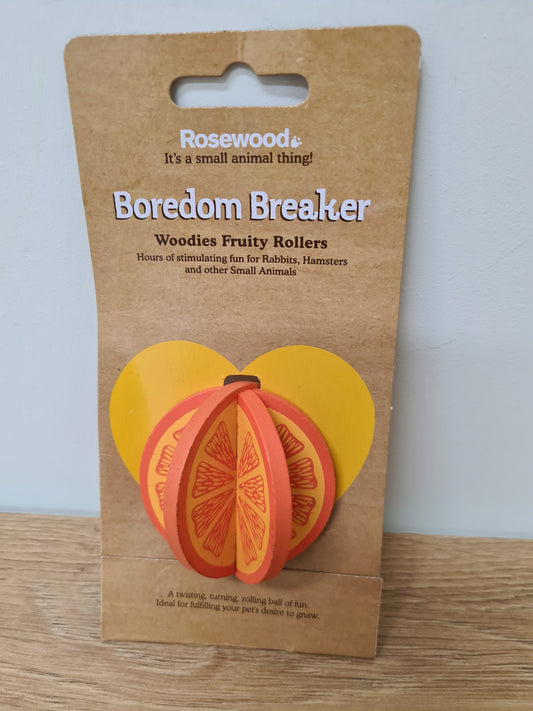 Rosewood
It's a small animal thing!
Boredom Breaker
Woodies Fruity Rollers
Hours of stimulating fun for Rabbits, Hamsters
and other Small Animals
A twisting, turning, rolling ball of fun.
Ideal for fulfilling your pet's desire to gnaw.